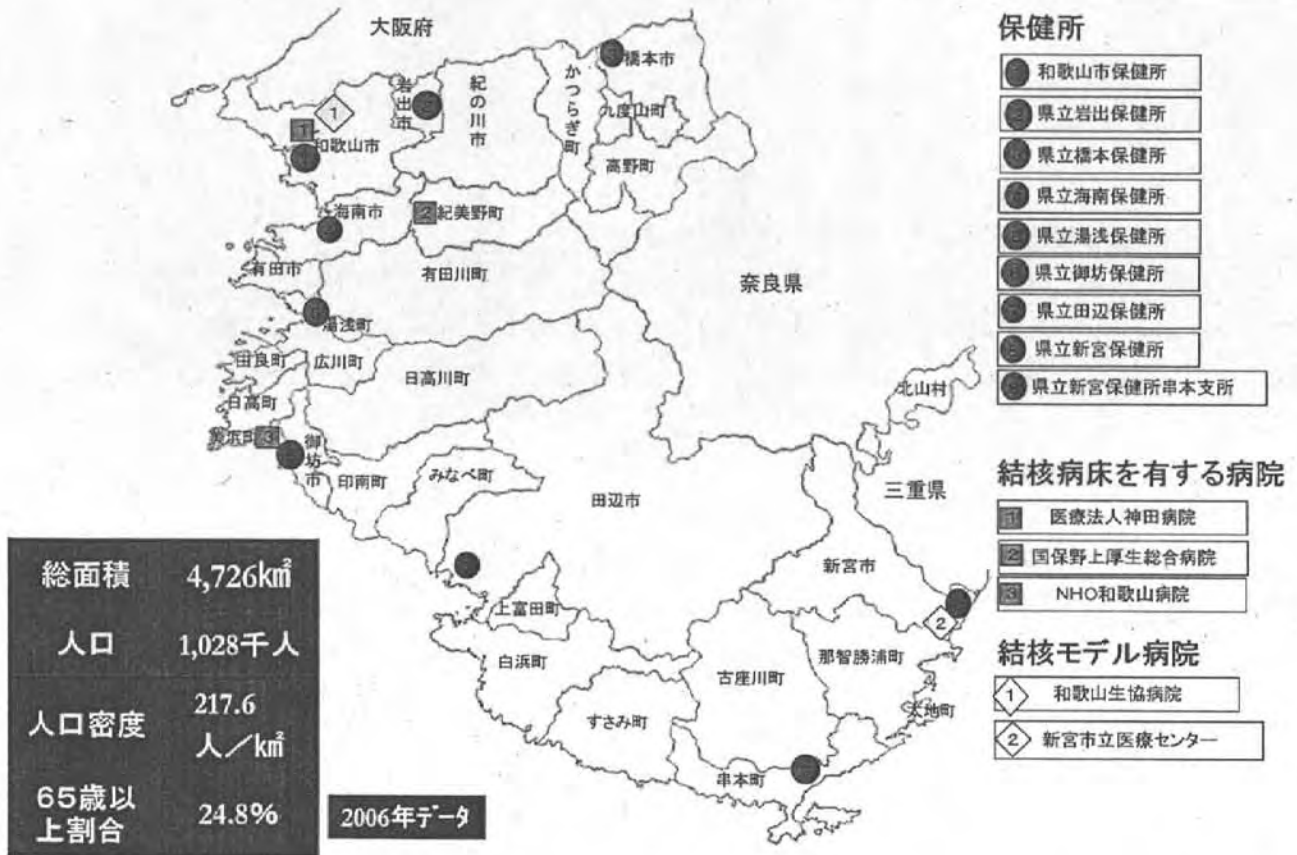 大阪府
橋本市
かつらぎ町
紀の川市
岩出市
九度山町
高野町
1
1
和歌山市
海南市
2
紀美野町
有田市
有田川町
奈良県
湯浅町
広川町
日高川町
日高町
3
御坊市
印南町
みなべ町
田辺市
北山村
三重県
新宮市
上富田町
白浜町
2
那智勝浦町
古座川町
太地町
すさみ町
串本町
保健所
和歌山市保健所
2 県立岩出保健所
県立橋本保健所
県立海南保健所
県立湯浅保健所
県立御坊保健所
県立田辺保健所
県立新宮保健所
県立新宮保健所串本支所
結核病床を有する病院
1 医療法人神田病院
2 国保野上厚生総合病院
3 NHO和歌山病院
結核モデル病院
1 和歌山生協病院
2 新宮市立医療センター
総面積 4,726k㎡
人口 1,028千人
人口密度 217.6
人／k㎡
65歳以
上割合 24.8%
2006年データ